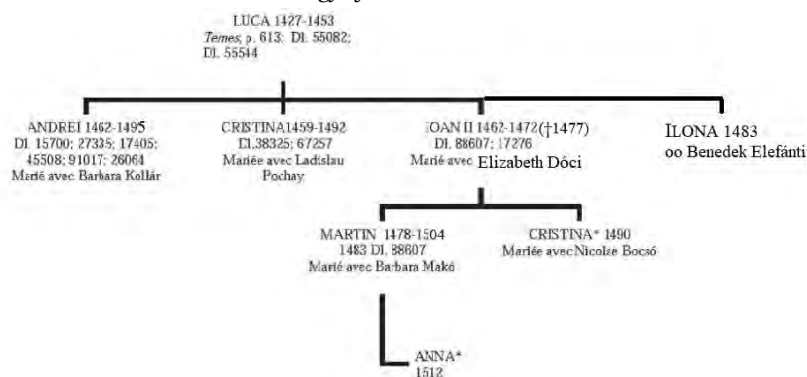 LUCA 1427-1453
Temes, p. 613; Dl. 55082;
Dl. 55544
ANDREI 1462-1495
Dl. 15700; 27335; 17405;
45508; 91017; 26064
Marié avec Barbara Kollár
CRISTINA1459-1492
Dl.38325; 67257
Mariée avec Ladislau
Pochay
IOAN II 1462-1472(†1477)
Dl. 88607; 17276
Marié avec Elizabeth Dóci
ILONA 1483
oo Benedek Elefánti
MARTIN 1478-1504
1483 Dl. 88607
Marié avec Barbara Makó
CRISTINA* 1490
Mariée avec Nicolae Bocsó
ANNA*
1512